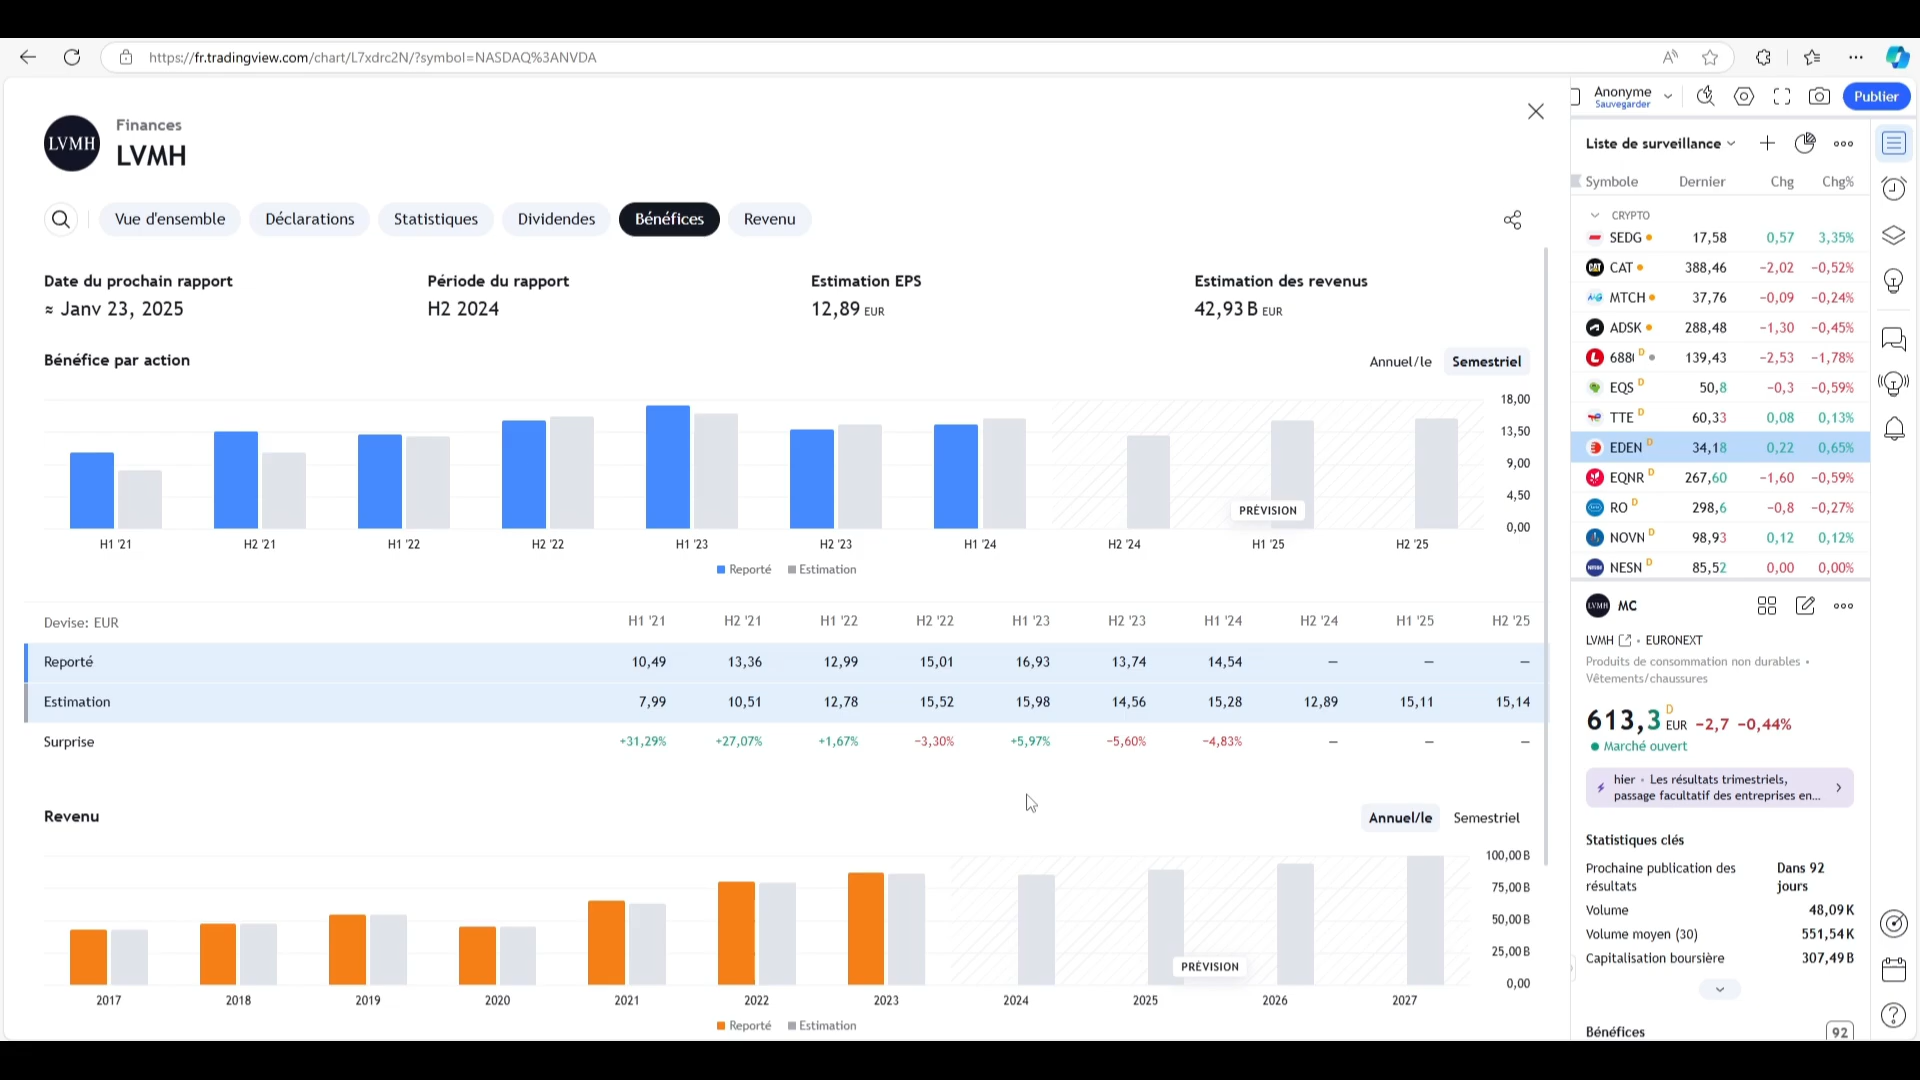 https://fr.tradingview.com/chart/L7xdrc2N/?symbol=NASDAQ%3ANVDA
LVMH
Finances
LVMH
Vue d'ensemble Déclarations Statistiques Dividendes Bénéfices Revenu
Date du prochain rapport Période du rapport Estimation EPS Estimation des revenus
≈ Janv 23, 2025 H2 2024 12,89 EUR 42,93 B EUR
Bénéfice par action Annuel/le Semestriel
18,00
13,50
9,00
4,50
PRÉVISION
0,00
H1 '21 H2 '21 H1 '22 H2 '22 H1 '23 H2 '23 H1 '24 H2 '24 H1 '25 H2 '25
Reporté Estimation
Devise: EUR H1 '21 H2 '21 H1 '22 H2 '22 H1 '23 H2 '23 H1 '24 H2 '24 H1 '25 H2 '25
Reporté 10,49 13,36 12,99 15,01 16,93 13,74 14,54 — — —
Estimation 7,99 10,51 12,78 15,52 15,98 14,56 15,28 12,89 15,11 15,14
Surprise +31,29% +27,07% +1,67% −3,30% +5,97% −5,60% −4,83% — — —
Revenu Annuel/le Semestriel
100,00 B
75,00 B
50,00 B
25,00 B
PRÉVISION
0,00
2017 2018 2019 2020 2021 2022 2023 2024 2025 2026 2027
Reporté Estimation
Anonyme
Sauvegarder
Publier
Liste de surveillance
Symbole Dernier Chg Chg%
CRYPTO
SEDG 17,58 0,57 3,35%
CAT CAT 388,46 −2,02 −0,52%
MTCH 37,76 −0,09 −0,24%
ADSK 288,48 −1,30 −0,45%
688 D 139,43 −2,53 −1,78%
EQS D 50,8 −0,3 −0,59%
TTE D 60,33 0,08 0,13%
EDEN D 34,18 0,22 0,65%
EQNR D 267,60 −1,60 −0,59%
RO D 298,6 −0,8 −0,27%
NOVN D 98,93 0,12 0,12%
NESN D 85,52 0,00 0,00%
LVMH MC
LVMH • EURONEXT
Produits de consommation non durables •
Vêtements/chaussures
613,3 D EUR −2,7 −0,44%
Marché ouvert
hier • Les résultats trimestriels,
passage facultatif des entreprises en...
Statistiques clés
Prochaine publication des résultats Dans 92 jours
Volume 48,09 K
Volume moyen (30) 551,54 K
Capitalisation boursière 307,49 B
Bénéfices 92